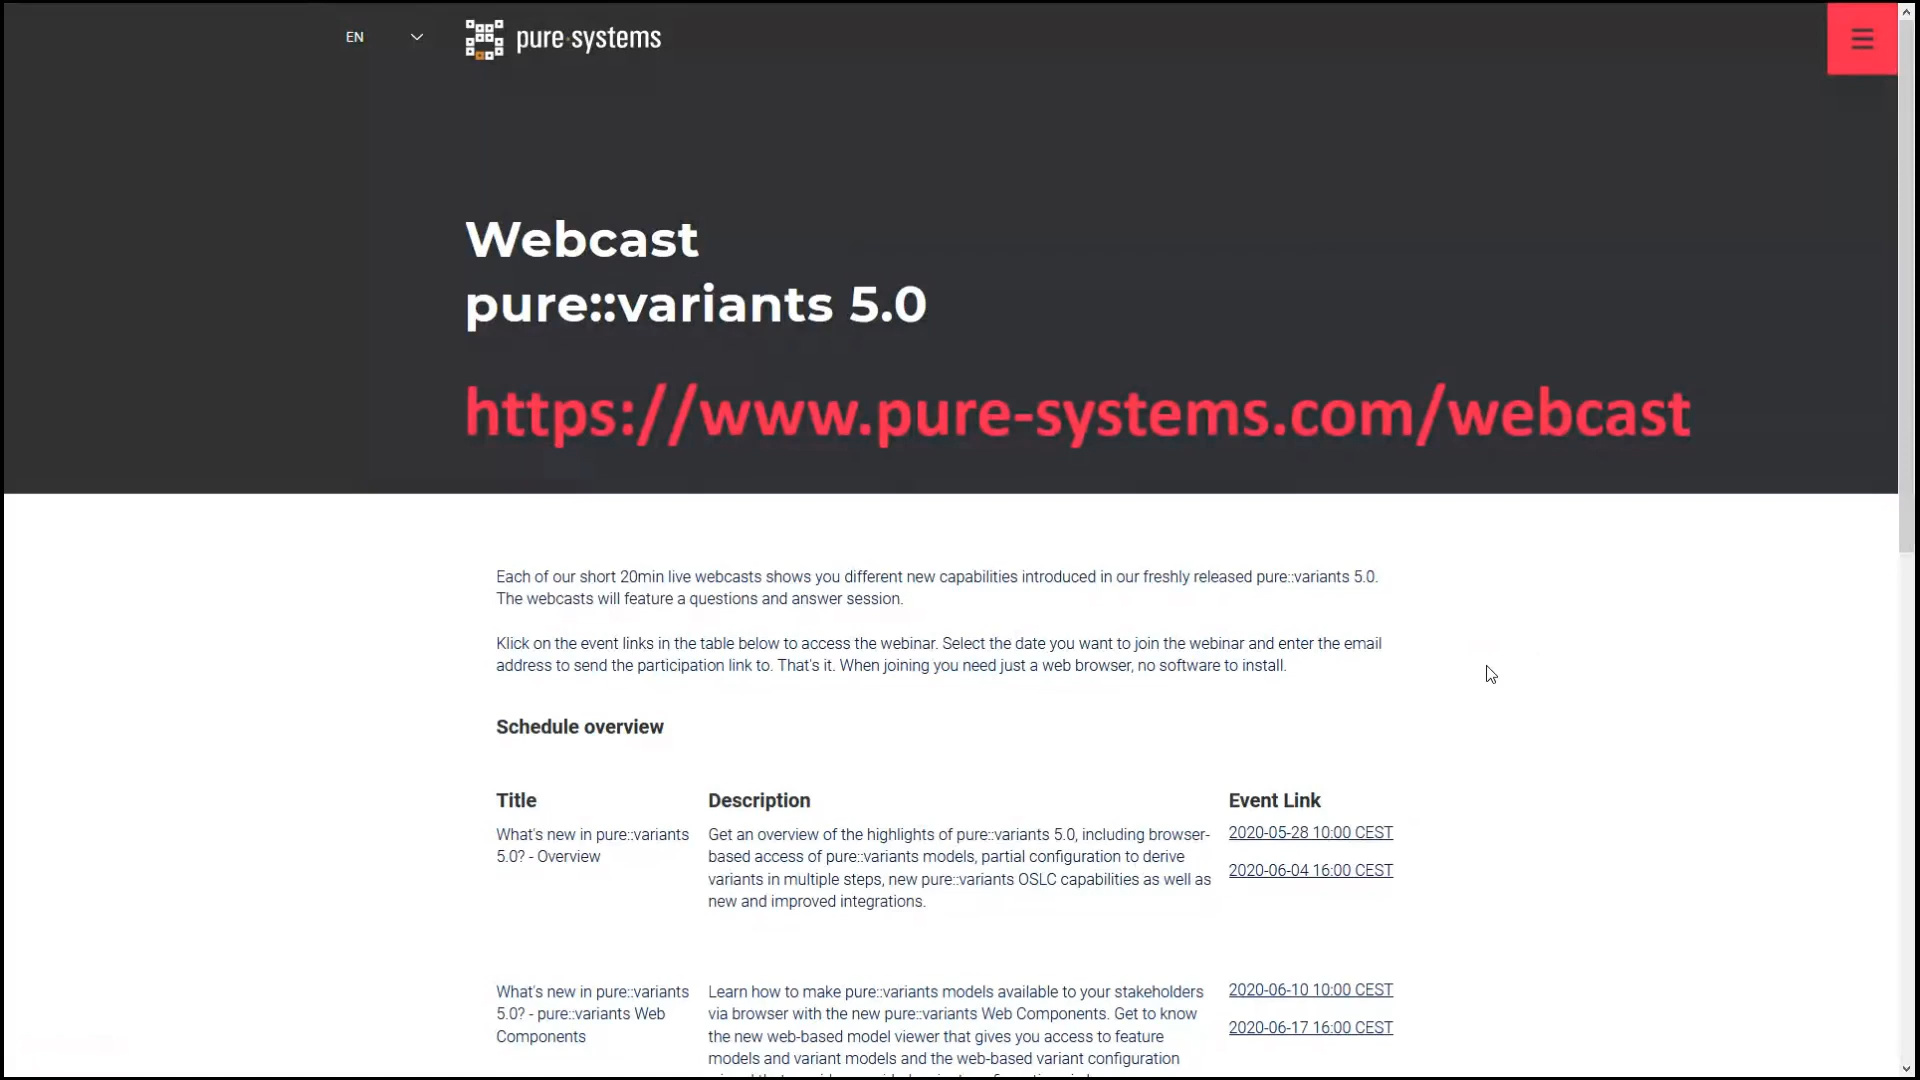 EN
pure·systems
Webcast
pure::variants 5.0
https://www.pure-systems.com/webcast
Each of our short 20min live webcasts shows you different new capabilities introduced in our freshly released pure::variants 5.0.
The webcasts will feature a questions and answer session.
Klick on the event links in the table below to access the webinar. Select the date you want to join the webinar and enter the email
address to send the participation link to. That's it. When joining you need just a web browser, no software to install.
Schedule overview
Title Description Event Link
What's new in pure::variants Get an overview of the highlights of pure::variants 5.0, including browser- 2020-05-28 10:00 CEST
5.0? - Overview based access of pure::variants models, partial configuration to derive
variants in multiple steps, new pure::variants OSLC capabilities as well as 2020-06-04 16:00 CEST
new and improved integrations.
What's new in pure::variants Learn how to make pure::variants models available to your stakeholders 2020-06-10 10:00 CEST
5.0? - pure::variants Web via browser with the new pure::variants Web Components. Get to know
Components the new web-based model viewer that gives you access to feature 2020-06-17 16:00 CEST
models and variant models and the web-based variant configuration